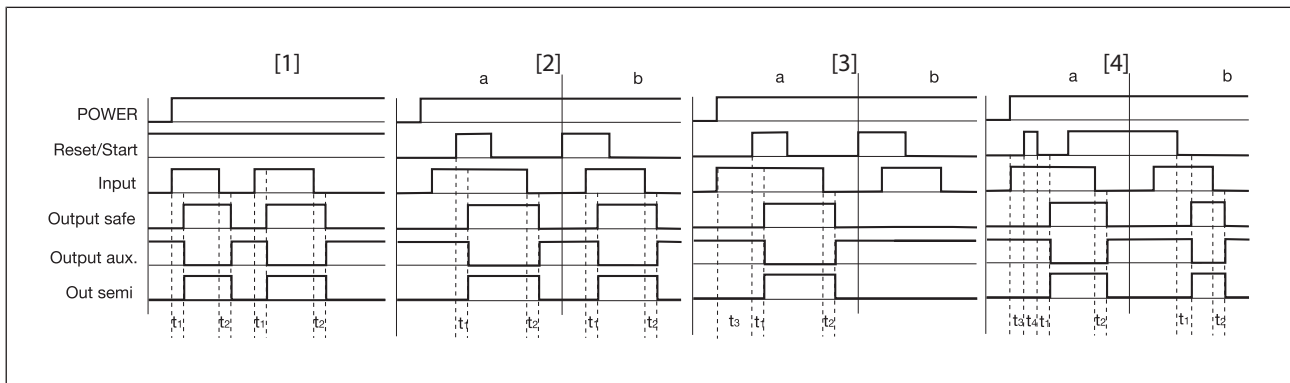 [1] [2] [3] [4]
a b a b a b
POWER
Reset/Start
Input
Output safe
Output aux.
Out semi
t1 t2 t1 t2 t1 t2 t1 t2 t3 t1 t2 t3 t4 t1 t2 t1 t2